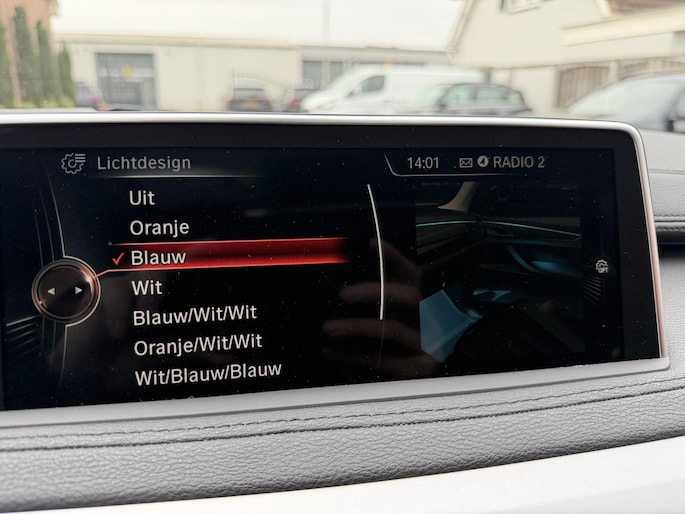 Lichtdesign
14:01 RADIO 2
Uit
Oranje
Blauw
Wit
Blauw/Wit/Wit
Oranje/Wit/Wit
Wit/Blauw/Blauw